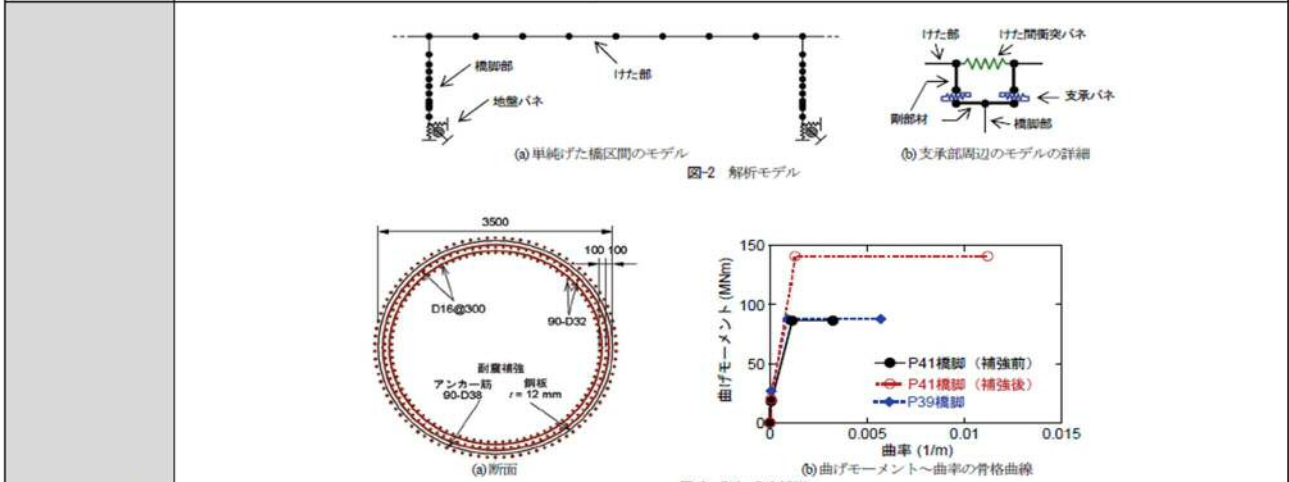 けた部
けた間衝突バネ
橋脚部
けた部
地盤バネ
支承バネ
剛部材
橋脚部
(a)単純げた橋区間のモデル
(b)支承部周辺のモデルの詳細
図-2 解析モデル
3500
100 100
D16@300
90-D32
耐震補強
アンカー筋
90-D38
鋼板
t = 12 mm
(a)断面
曲げモーメント (MNm)
150
100
50
0
P41橋脚（補強前）
P41橋脚（補強後）
P39橋脚
0 0.005 0.01 0.015
曲率 (1/m)
(b)曲げモーメント～曲率の骨格曲線